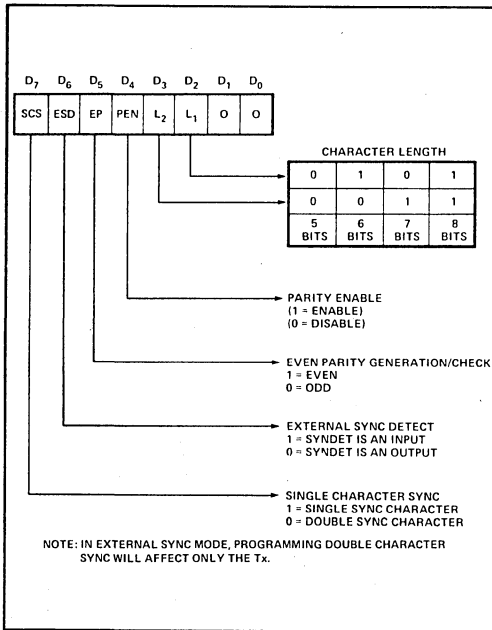 D7 D6 D5 D4 D3 D2 D1 D0
SCS ESD EP PEN L2 L1 O O
CHARACTER LENGTH
0 1 0 1
0 0 1 1
5 BITS 6 BITS 7 BITS 8 BITS
PARITY ENABLE
(1 = ENABLE)
(0 = DISABLE)
EVEN PARITY GENERATION/CHECK
1 = EVEN
0 = ODD
EXTERNAL SYNC DETECT
1 = SYNDET IS AN INPUT
0 = SYNDET IS AN OUTPUT
SINGLE CHARACTER SYNC
1 = SINGLE SYNC CHARACTER
0 = DOUBLE SYNC CHARACTER
NOTE: IN EXTERNAL SYNC MODE, PROGRAMMING DOUBLE CHARACTER
SYNC WILL AFFECT ONLY THE Tx.